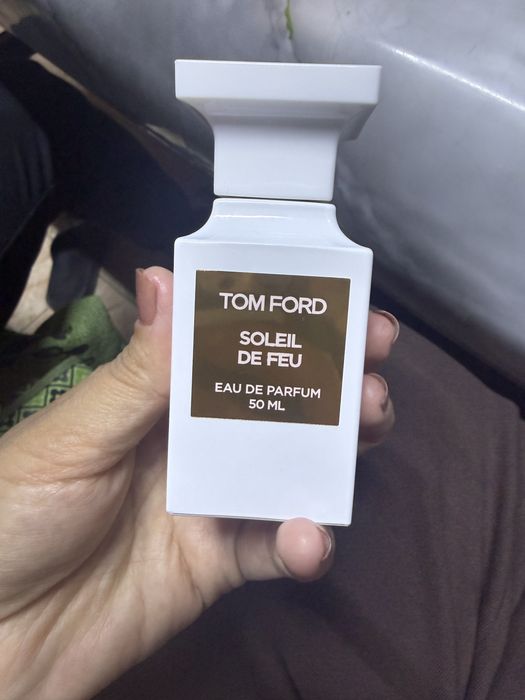 TOM FORD
SOLEIL
DE FEU
EAU DE PARFUM
50 ML